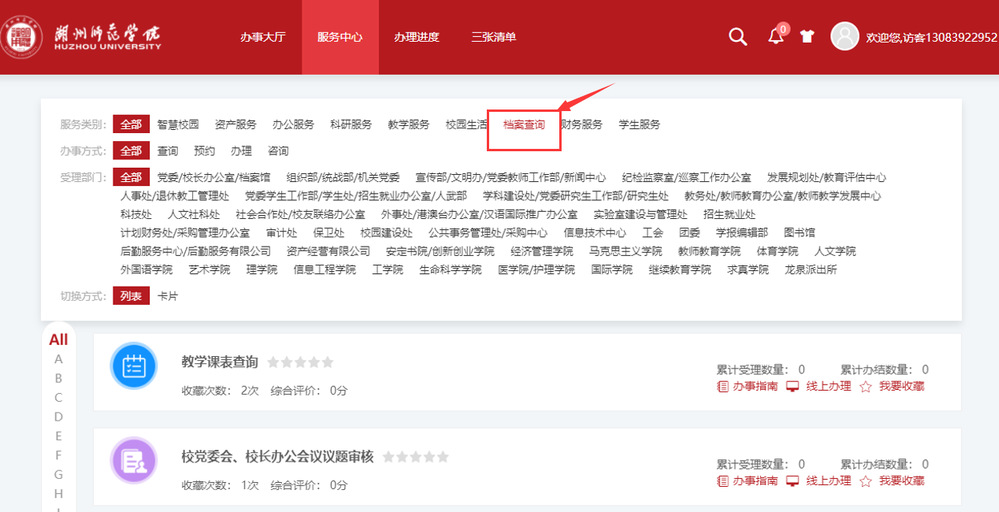 湖州师范学院
HUZHOU UNIVERSITY
办事大厅 服务中心 办理进度 三张清单
0
欢迎您,访客13083922952
服务类别： 全部 智慧校园 资产服务 办公服务 科研服务 教学服务 校园生活 档案查询 财务服务 学生服务
办事方式： 全部 查询 预约 办理 咨询
受理部门： 全部 党委/校长办公室/档案馆 组织部/统战部/机关党委 宣传部/文明办/党委教师工作部/新闻中心 纪检监察室/巡察工作办公室 发展规划处/教育评估中心
人事处/退休教工管理处 党委学生工作部/学生处/招生就业办公室/人武部 学科建设处/党委研究生工作部/研究生处 教务处/教师教育办公室/教师教学发展中心
科技处 人文社科处 社会合作处/校友联络办公室 外事处/港澳台办公室/汉语国际推广办公室 实验室建设与管理处 招生就业处
计划财务处/采购管理办公室 审计处 保卫处 校园建设处 公共事务管理处/采购中心 信息技术中心 工会 团委 学报编辑部 图书馆
后勤服务中心/后勤服务有限公司 资产经营有限公司 安定书院/创新创业学院 经济管理学院 马克思主义学院 教师教育学院 体育学院 人文学院
外国语学院 艺术学院 理学院 信息工程学院 工学院 生命科学学院 医学院/护理学院 国际学院 继续教育学院 求真学院 龙泉派出所
切换方式： 列表 卡片
All
A
B
C
D
E
F
G
H
教学课表查询
收藏次数： 2次 综合评价： 0分
累计受理数量： 0 累计办结数量： 0
办事指南 线上办理 我要收藏
校党委会、校长办公会议议题审核
收藏次数： 1次 综合评价： 0分
累计受理数量： 0 累计办结数量： 0
办事指南 线上办理 我要收藏